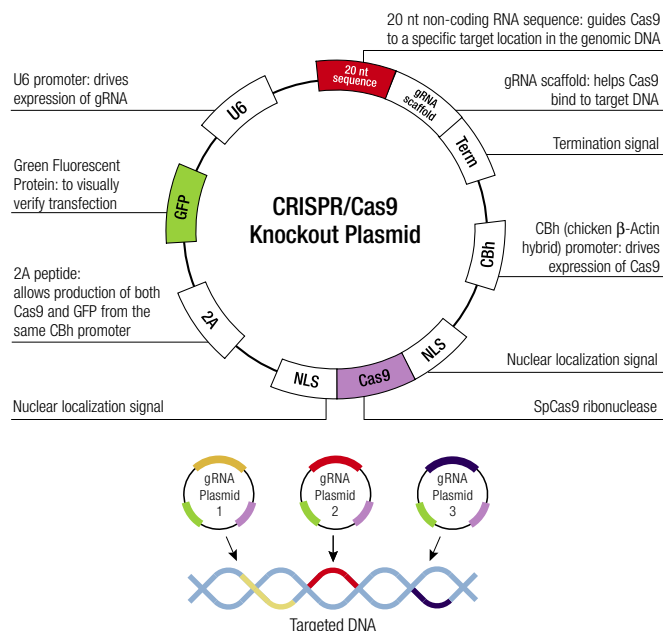 20 nt non-coding RNA sequence: guides Cas9
to a specific target location in the genomic DNA
U6 promoter: drives
expression of gRNA
20 nt
sequence
gRNA
scaffold
gRNA scaffold: helps Cas9
bind to target DNA
U6
Term
Termination signal
Green Fluorescent
Protein: to visually
verify transfection
GFP
CRISPR/Cas9
Knockout Plasmid
CBh
CBh (chicken β-Actin
hybrid) promoter: drives
expression of Cas9
2A peptide:
allows production of both
Cas9 and GFP from the
same CBh promoter
2A
NLS
Cas9
NLS
Nuclear localization signal
Nuclear localization signal
SpCas9 ribonuclease
gRNA
Plasmid
1
gRNA
Plasmid
2
gRNA
Plasmid
3
Targeted DNA